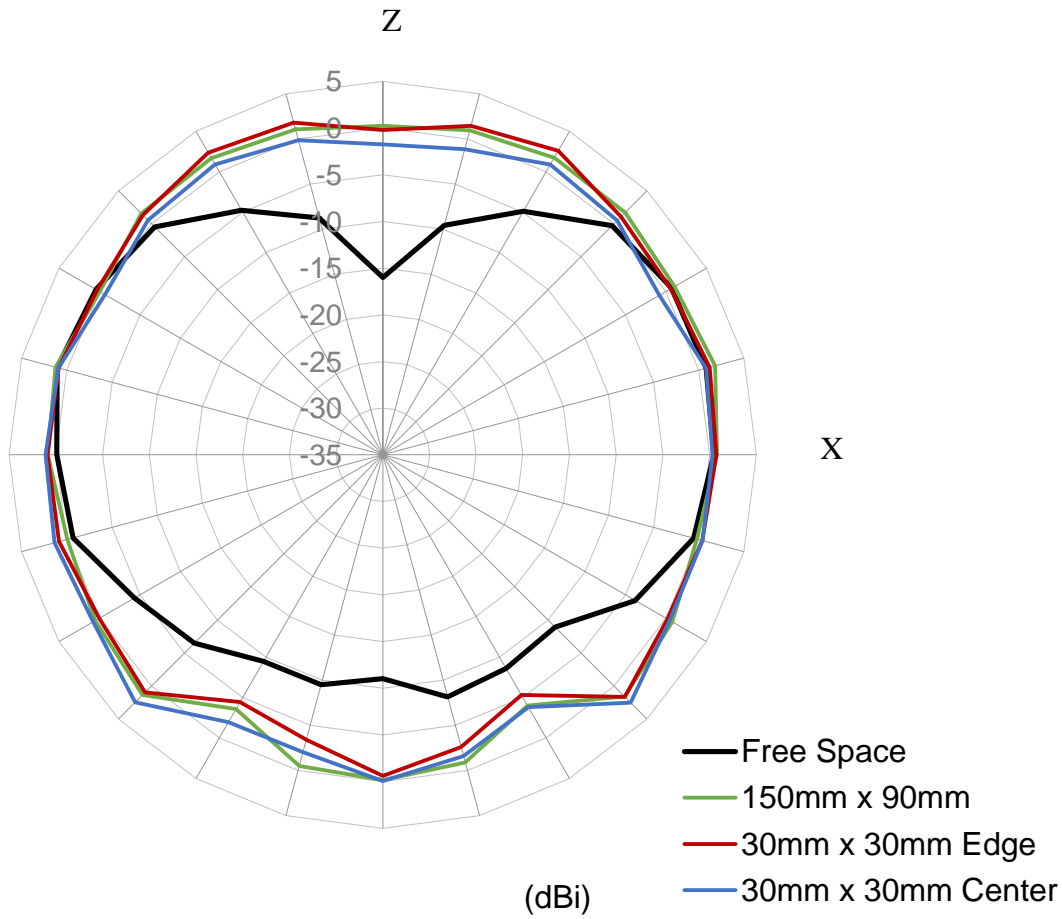 Z
5
0
-5
-10
-15
-20
-25
-30
-35
X
Free Space
150mm x 90mm
30mm x 30mm Edge
30mm x 30mm Center
(dBi)